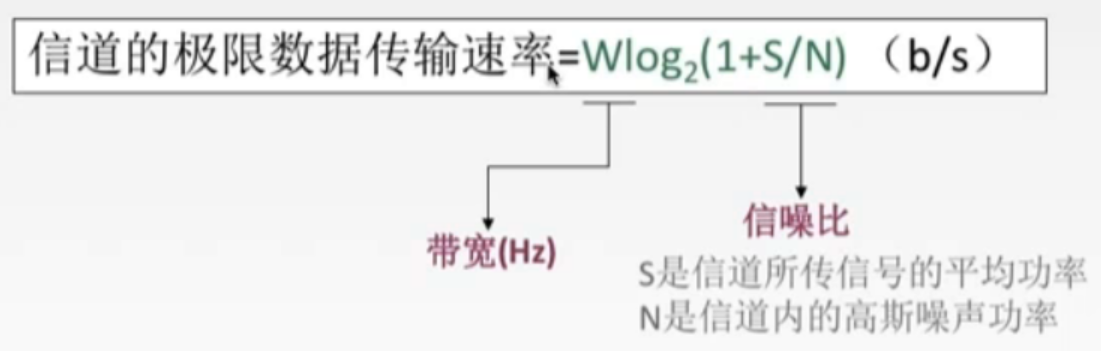 信道的极限数据传输速率=Wlog₂(1+S/N)（b/s）
带宽(Hz)
信噪比
S是信道所传信号的平均功率
N是信道内的高斯噪声功率